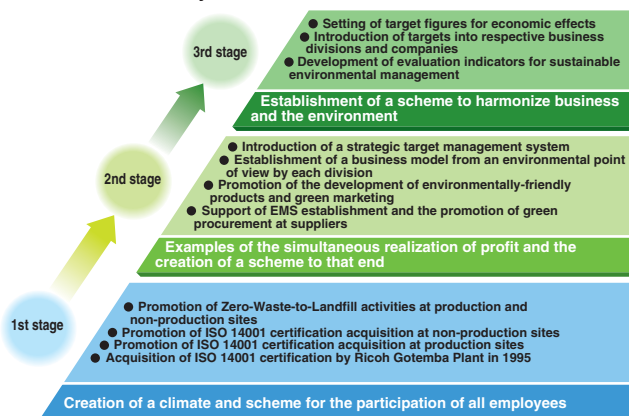 3rd stage
● Setting of target figures for economic effects
● Introduction of targets into respective business
divisions and companies
● Development of evaluation indicators for sustainable
environmental management
Establishment of a scheme to harmonize business
and the environment
2nd stage
● Introduction of a strategic target management system
● Establishment of a business model from an environmental point
of view by each division
● Promotion of the development of environmentally-friendly
products and green marketing
● Support of EMS establishment and the promotion of green
procurement at suppliers
Examples of the simultaneous realization of profit and the
creation of a scheme to that end
1st stage
● Promotion of Zero-Waste-to-Landfill activities at production and
non-production sites
● Promotion of ISO 14001 certification acquisition at non-production sites
● Promotion of ISO 14001 certification acquisition at production sites
● Acquisition of ISO 14001 certification by Ricoh Gotemba Plant in 1995
Creation of a climate and scheme for the participation of all employees